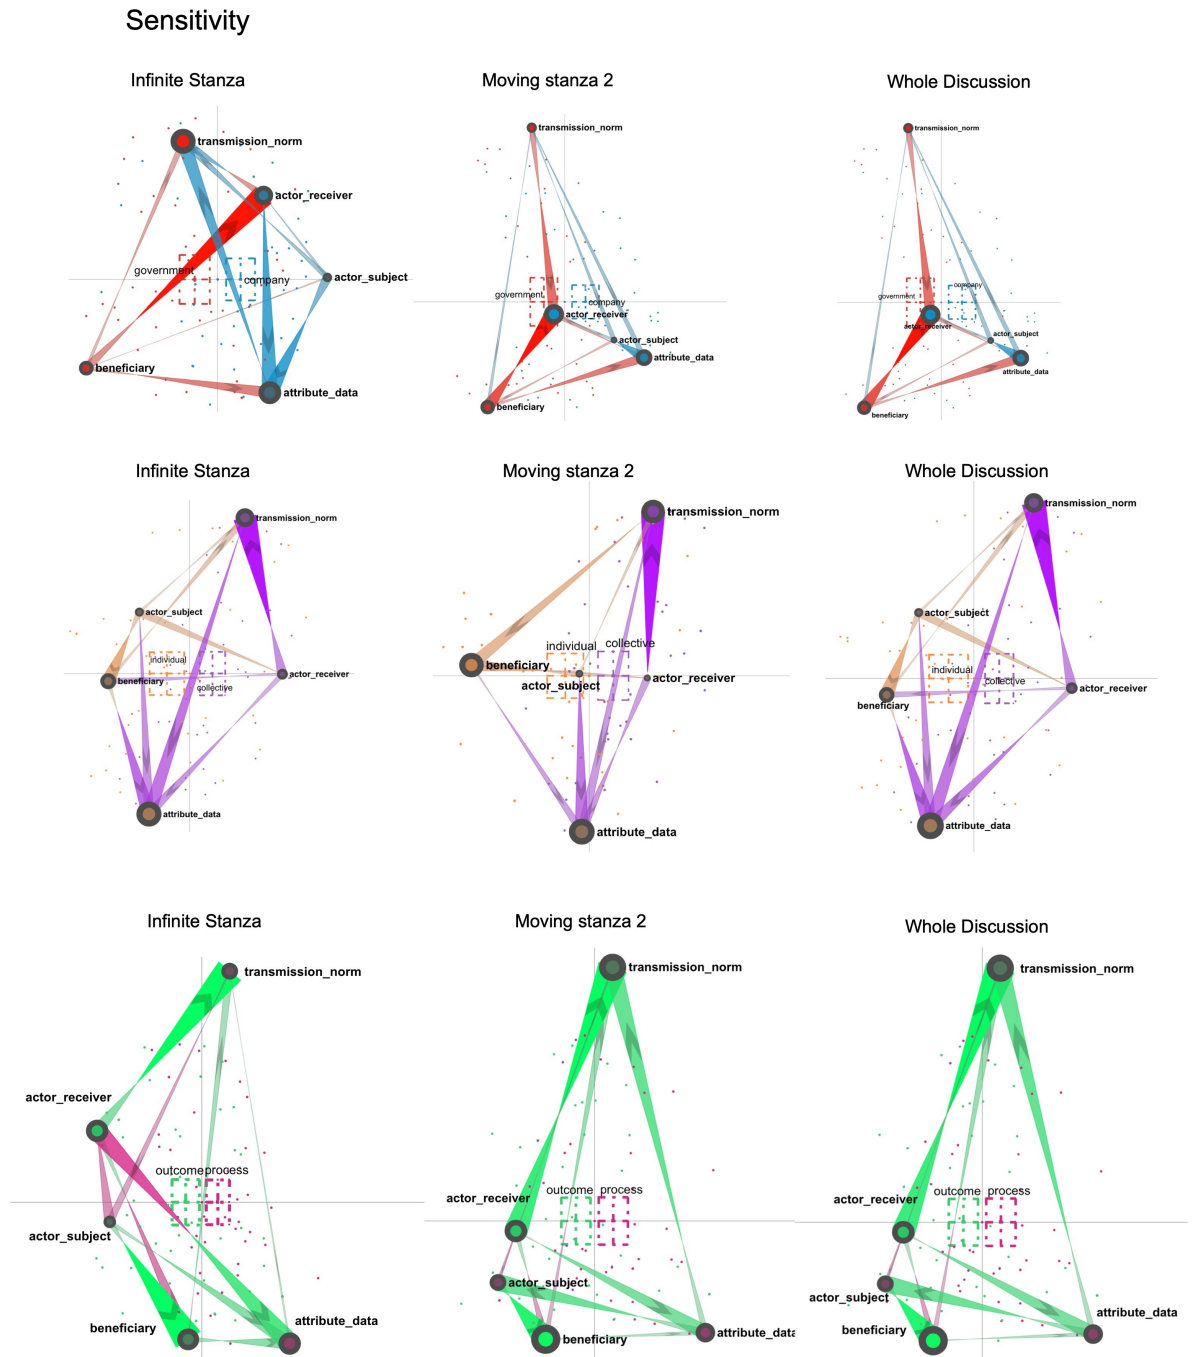 Sensitivity
Infinite Stanza
Moving stanza 2
Whole Discussion
transmission_norm
actor_receiver
government
company
actor_subject
beneficiary
attribute_data
transmission_norm
government
company
actor_receiver
actor_subject
attribute_data
beneficiary
transmission_norm
company
government
actor_receiver
actor_subject
attribute_data
beneficiary
Infinite Stanza
Moving stanza 2
Whole Discussion
transmission_norm
actor_subject
individual
beneficiary
collective
actor_receiver
attribute_data
transmission_norm
individual
collective
beneficiary
actor_subject
actor_receiver
attribute_data
transmission_norm
actor_subject
individual
collective
beneficiary
actor_receiver
attribute_data
Infinite Stanza
Moving stanza 2
Whole Discussion
transmission_norm
actor_receiver
outcome
process
actor_subject
beneficiary
attribute_data
transmission_norm
actor_receiver
outcome
process
actor_subject
attribute_data
beneficiary
transmission_norm
actor_receiver
outcome
process
actor_subject
attribute_data
beneficiary